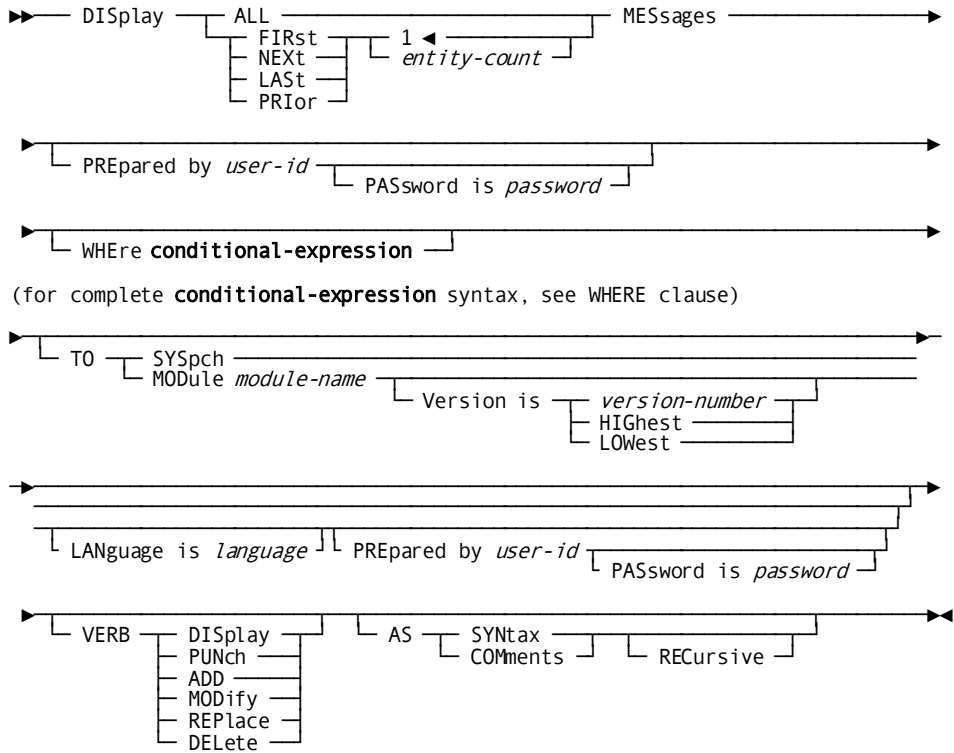 DISplay ALL MESsages
FIRst 1
NEXt entity-count
LASt
PRIor
PREpared by user-id
PASsword is password
WHEre conditional-expression
(for complete conditional-expression syntax, see WHERE clause)
TO SYSpch
MODule module-name
Version is version-number
HIGhest
LOWest
LANguage is language PREpared by user-id
PASsword is password
VERB DISplay AS SYNtax
PUNch COMments RECursive
ADD
MODify
REPlace
DELete